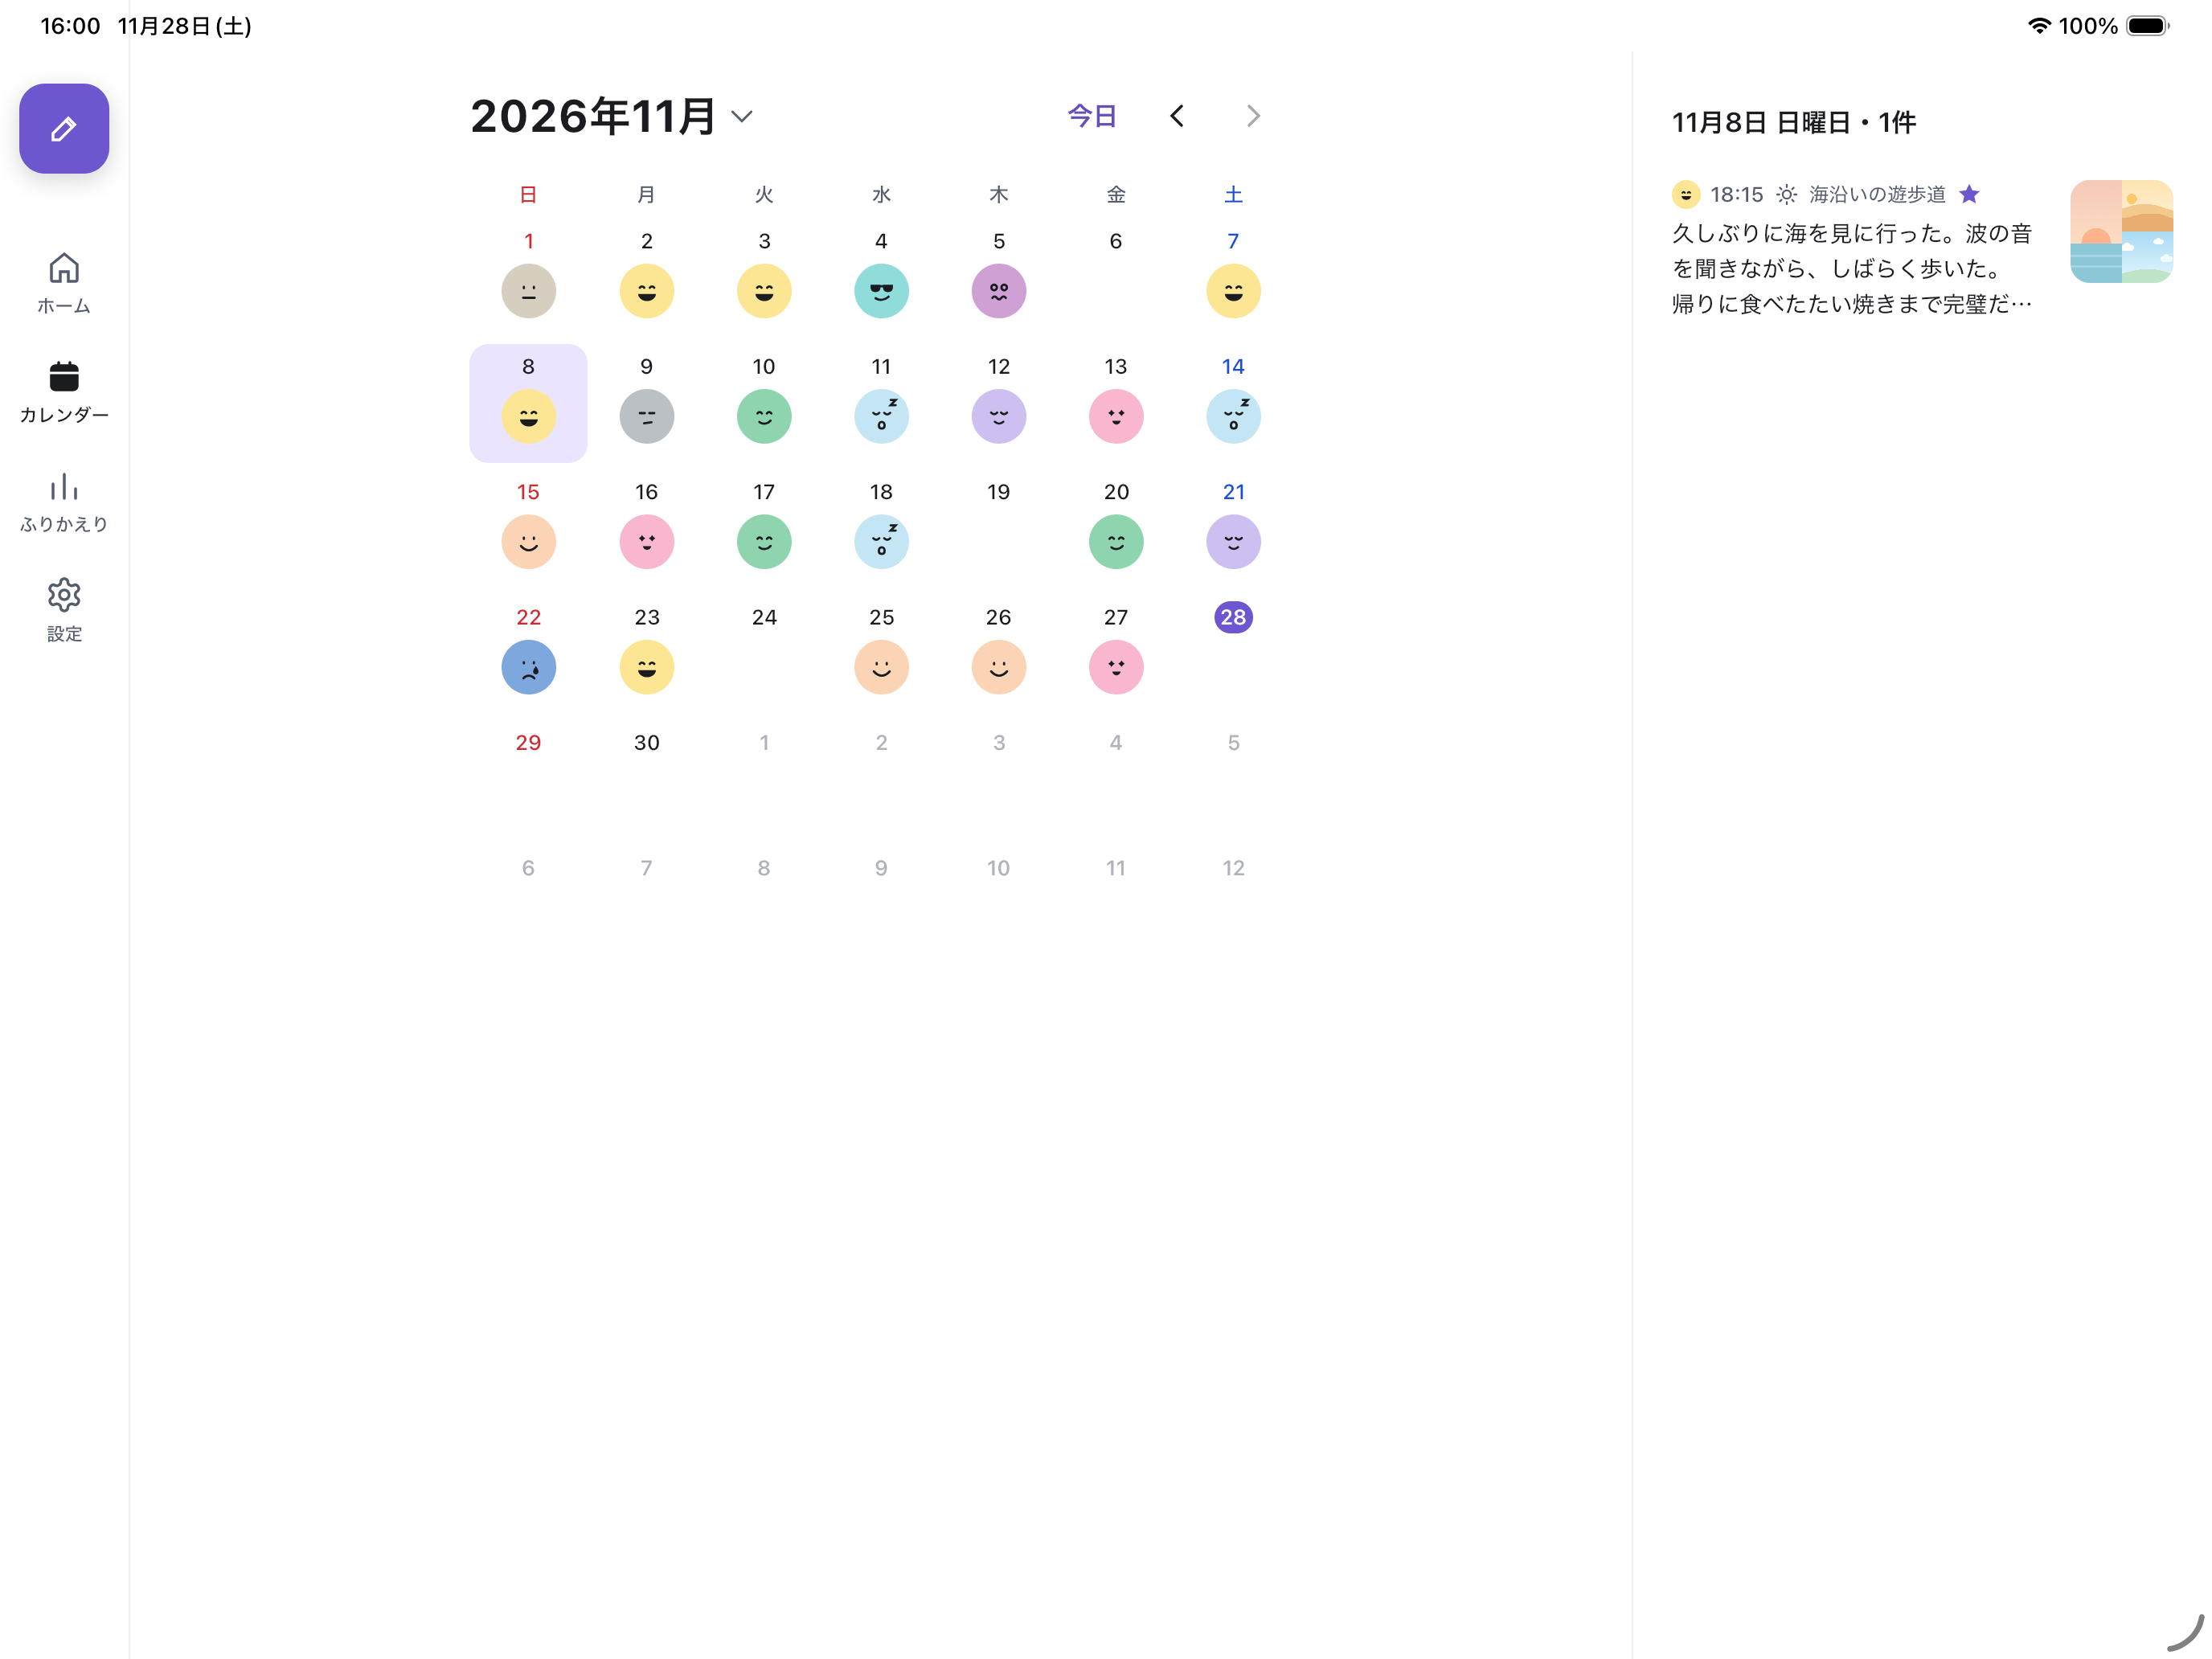 16:00 11月28日(土)
100%
ホーム
カレンダー
ふりかえり
設定
2026年11月
今日
日 月 火 水 木 金 土
1 2 3 4 5 6 7
8 9 10 11 12 13 14
15 16 17 18 19 20 21
22 23 24 25 26 27 28
29 30 1 2 3 4 5
6 7 8 9 10 11 12
11月8日 日曜日・1件
18:15 海沿いの遊歩道
久しぶりに海を見に行った。波の音
を聞きながら、しばらく歩いた。
帰りに食べたたい焼きまで完璧だ…